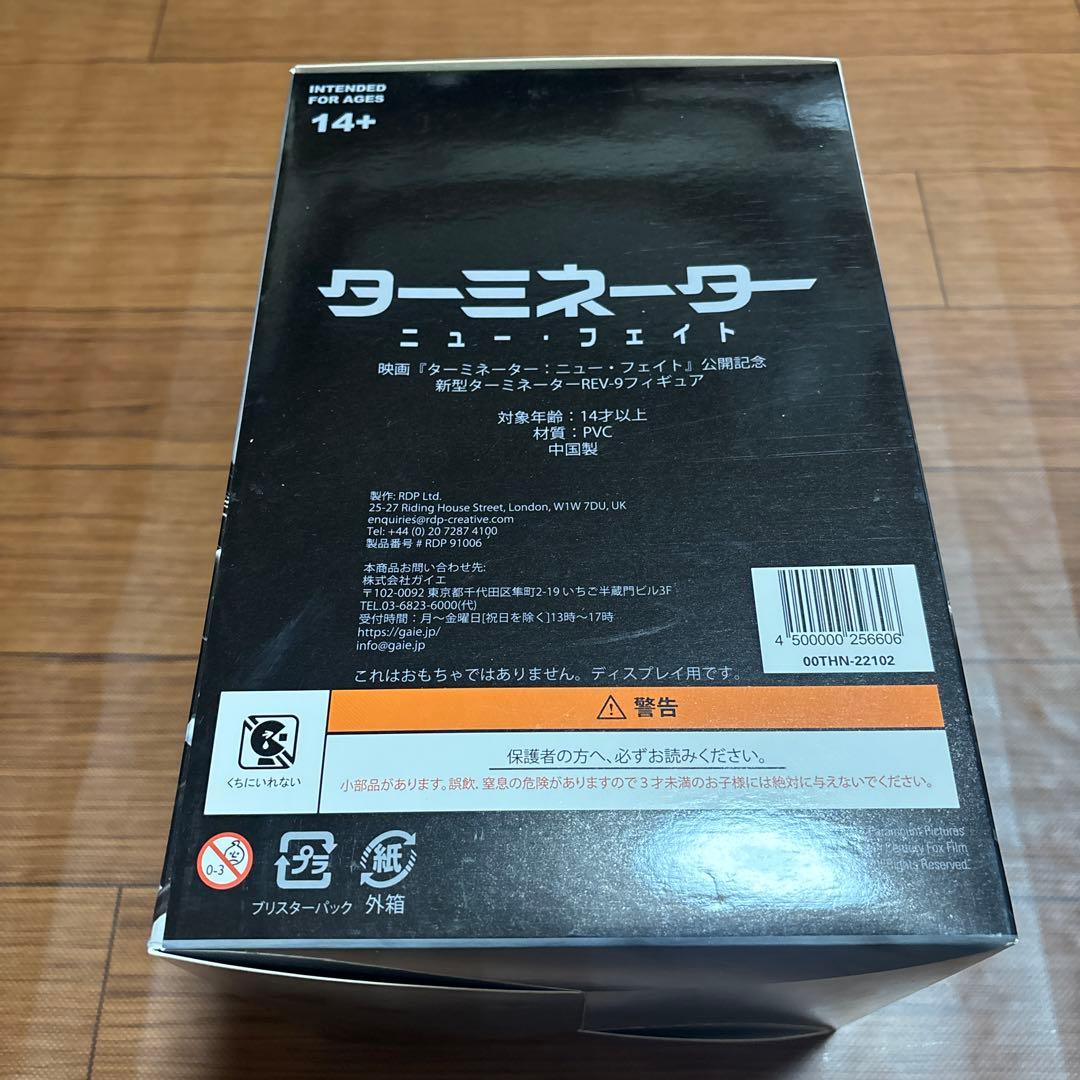 INTENDED
FOR AGES
14+
ターミネーター
ニュー・フェイト
映画『ターミネーター：ニュー・フェイト』公開記念
新型ターミネーターREV-9フィギュア
対象年齢：14才以上
材質：PVC
中国製
製作: RDP Ltd.
25-27 Riding House Street, London, W1W 7DU, UK
enquiries@rdp-creative.com
Tel: +44 (0) 20 7287 4100
製品番号 # RDP 91006
本商品お問い合わせ先:
株式会社ガイエ
〒102-0092 東京都千代田区隼町2-19 いちご半蔵門ビル3F
TEL.03-6823-6000(代)
受付時間：月～金曜日[祝日を除く]13時～17時
https://gaie.jp/
info@gaie.jp
4 500000 256606
00THN-22102
これはおもちゃではありません。ディスプレイ用です。
警告
くちにいれない
保護者の方へ、必ずお読みください。
小部品があります。誤飲. 窒息の危険がありますので3才未満のお子様には絶対に与えないでください。
0-3
プラ
ブリスターパック
紙
外箱
Paramount Pictures
Century Fox Film
Rights Reserved.